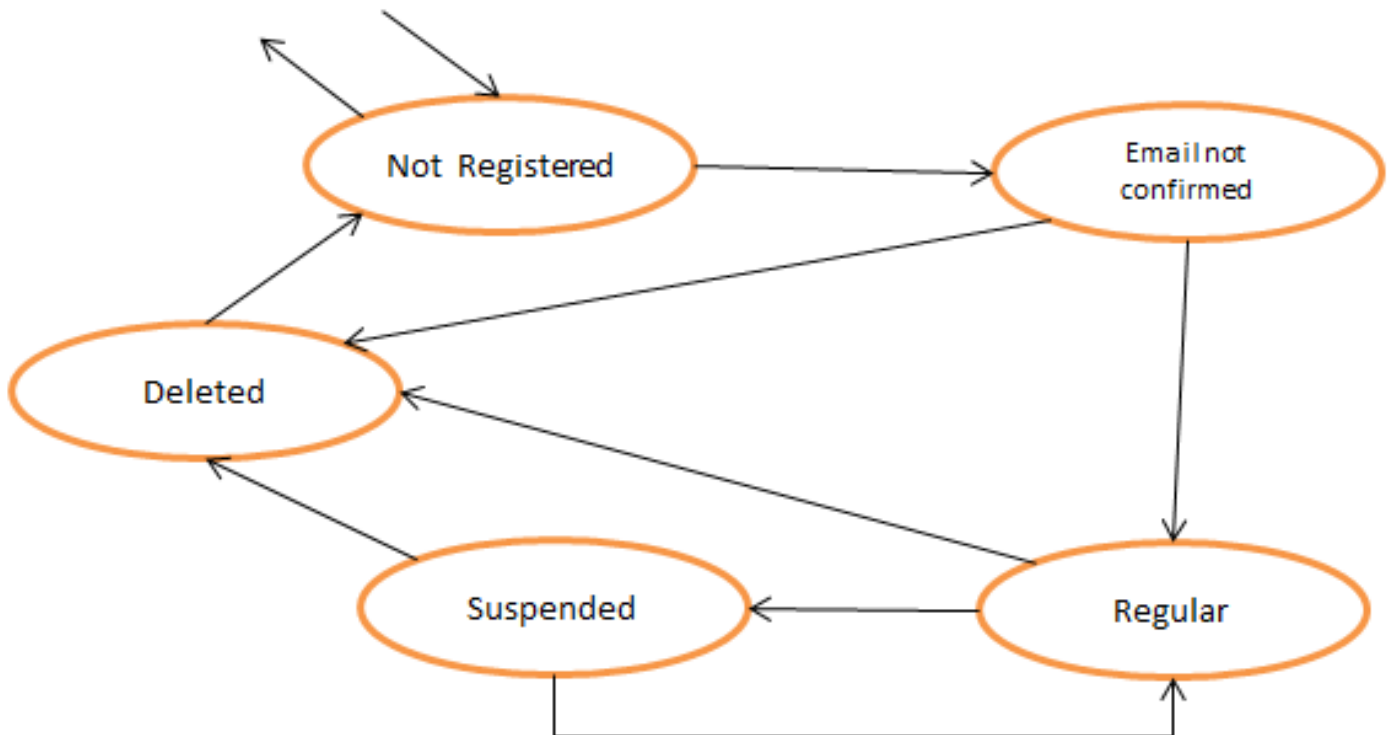 Not Registered
Email not
confirmed
Deleted
Suspended
Regular